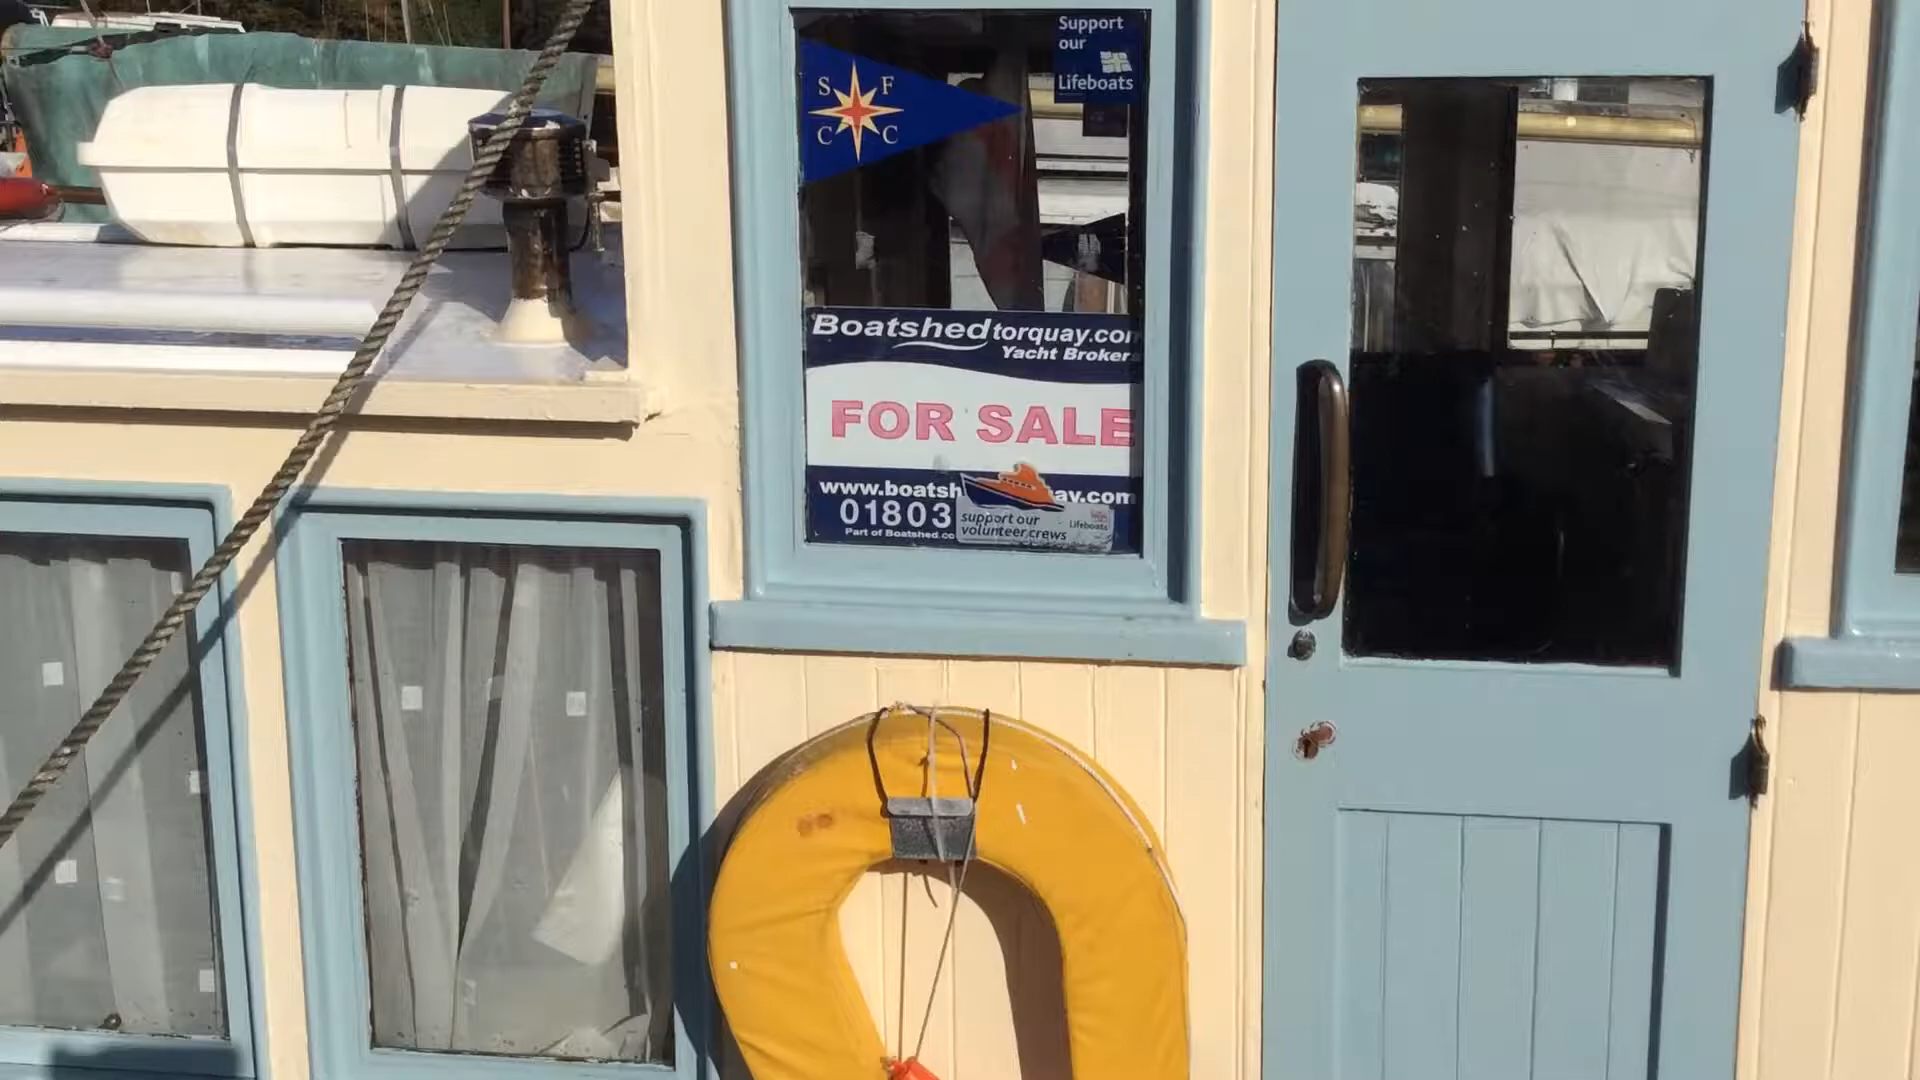 Support
our
Lifeboats
S F
C C
Boatshedtorquay.com
Yacht Brokers
FOR SALE
www.boatsh ay.com
01803
Part of Boatshed.co
support our
volunteer crews
Lifeboats